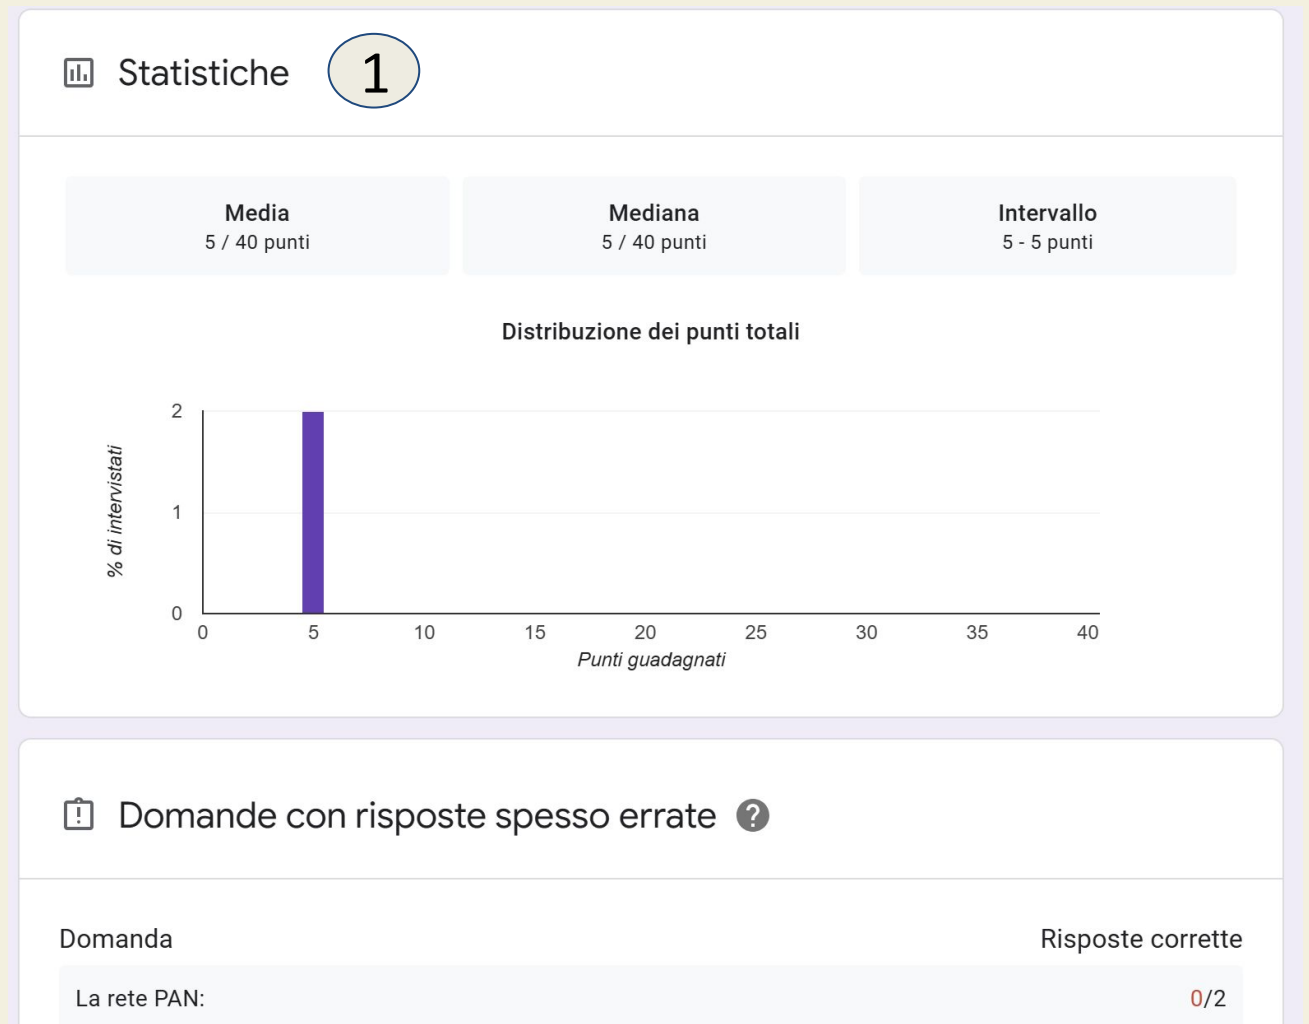 Statistiche 1
Media
5 / 40 punti
Mediana
5 / 40 punti
Intervallo
5 - 5 punti
Distribuzione dei punti totali
% di intervistati
2
1
0
0 5 10 15 20 25 30 35 40
Punti guadagnati
Domande con risposte spesso errate ?
Domanda Risposte corrette
La rete PAN: 0/2